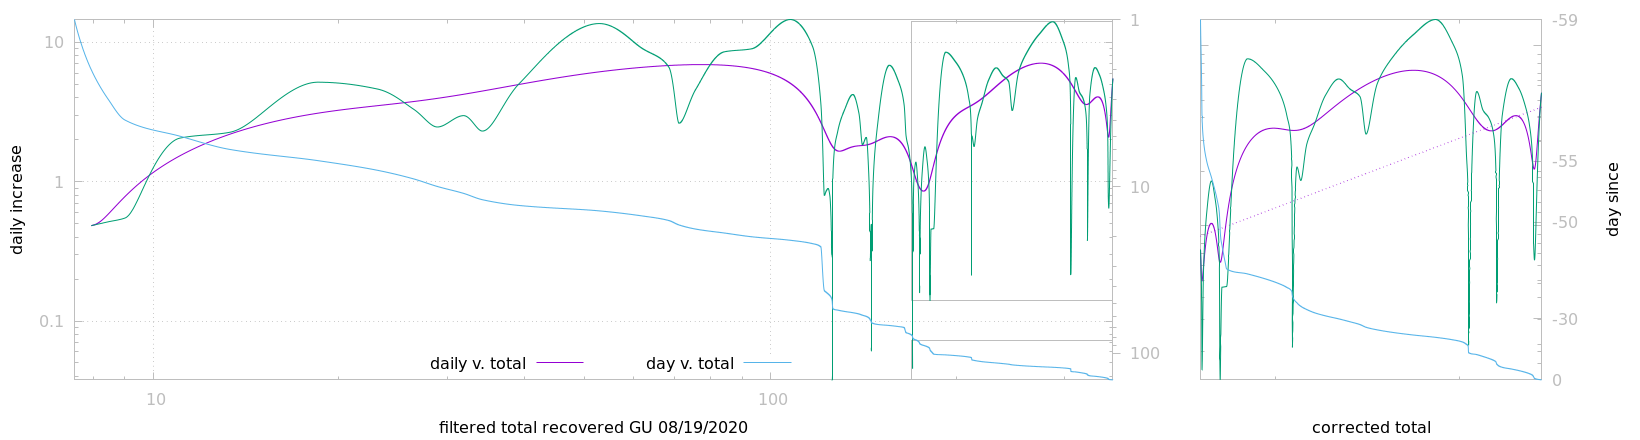 10
1
0.1
daily increase
10
100
1
10
100
daily v. total
day v. total
filtered total recovered GU 08/19/2020
-59
-55
-50
-30
0
day since
corrected total